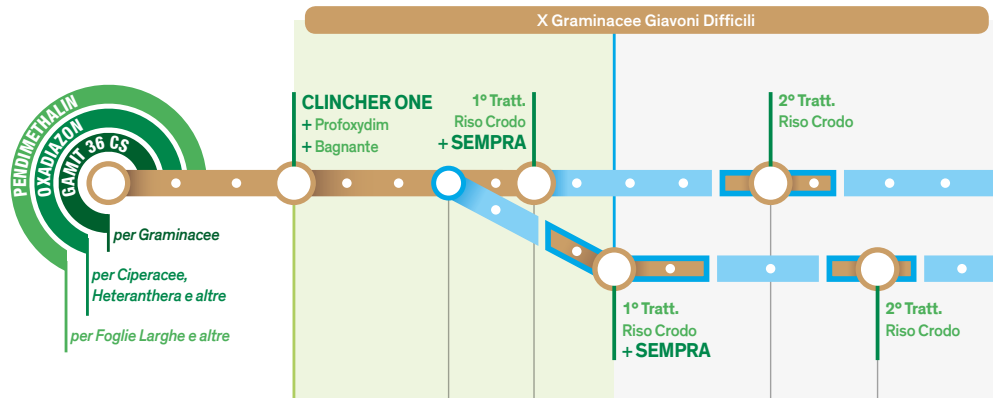 X Graminacee Giavoni Difficili
PENDIMETHALIN
OXADIAZON
GAMIT 36 CS
CLINCHER ONE
+ Profoxydim
+ Bagnante
1° Tratt.
Riso Crodo
+ SEMPRA
2° Tratt.
Riso Crodo
per Graminacee
per Ciperacee,
Heteranthera e altre
per Foglie Larghe e altre
1° Tratt.
Riso Crodo
+ SEMPRA
2° Tratt.
Riso Crodo